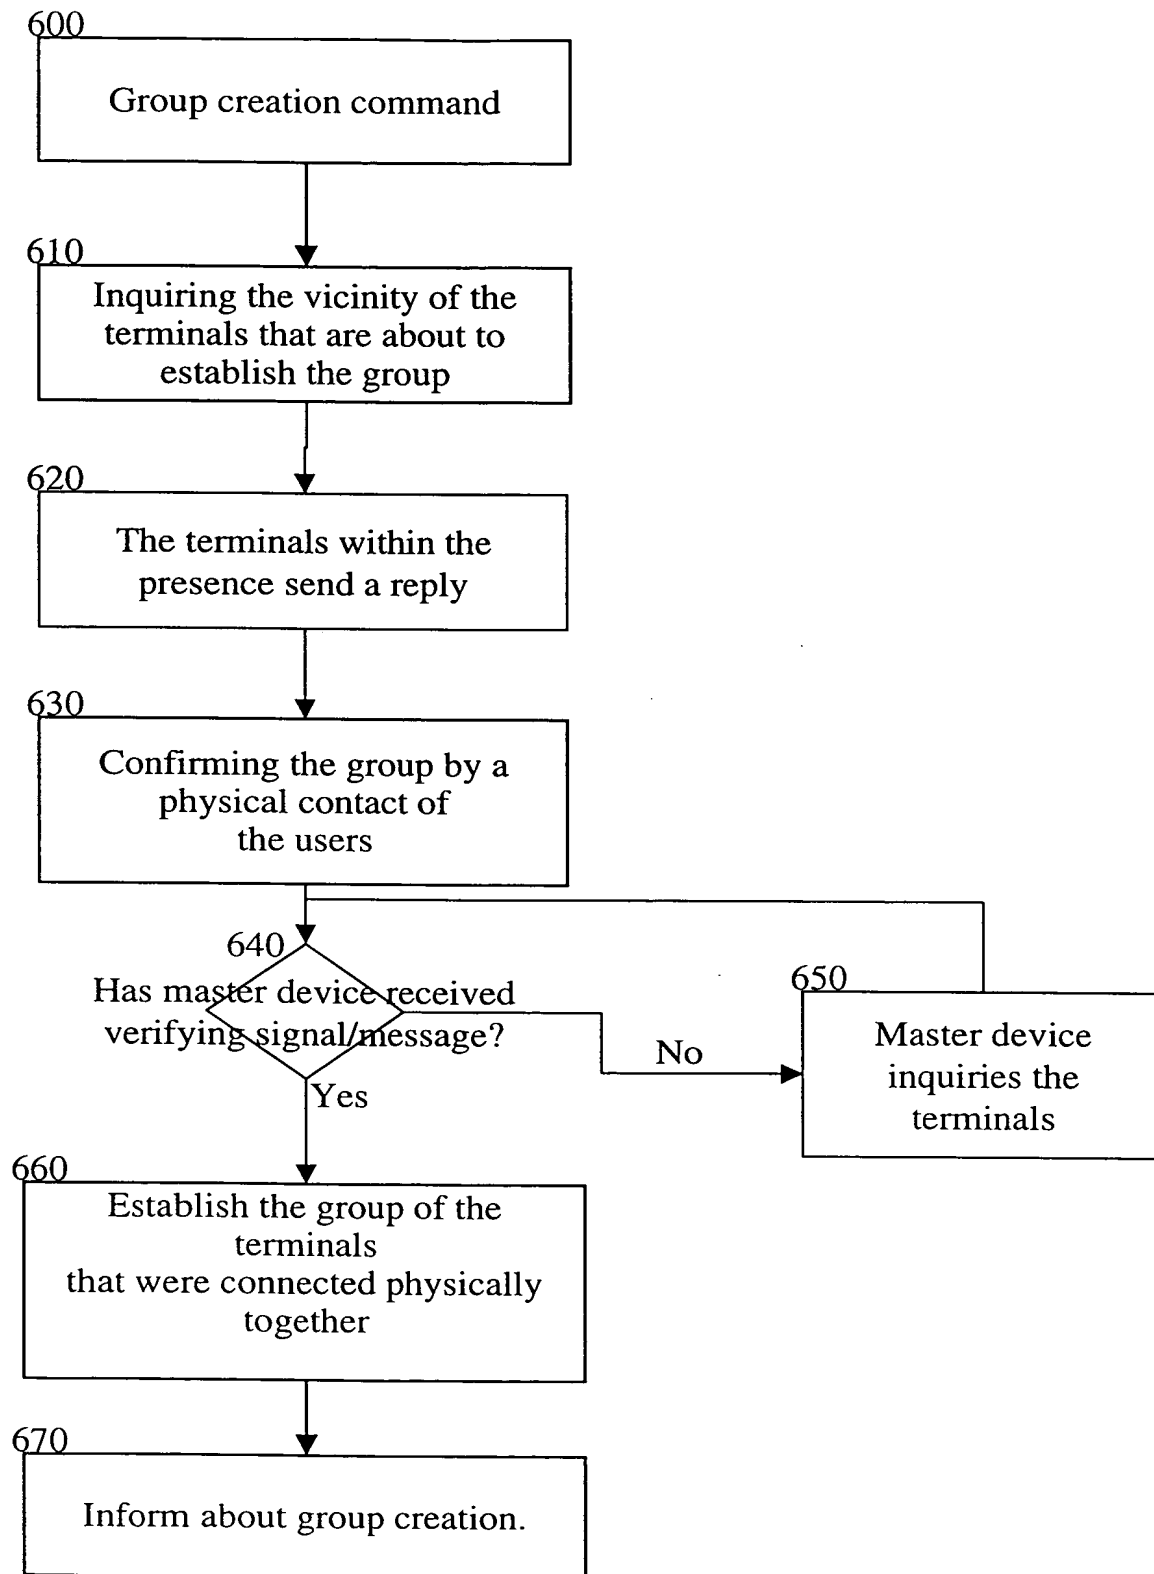 600
Group creation command
610
Inquiring the vicinity of the
terminals that are about to
establish the group
620
The terminals within the
presence send a reply
630
Confirming the group by a
physical contact of
the users
640
Has master device received
verifying signal/message?
No
650
Master device
inquiries the
terminals
Yes
660
Establish the group of the
terminals
that were connected physically
together
670
Inform about group creation.